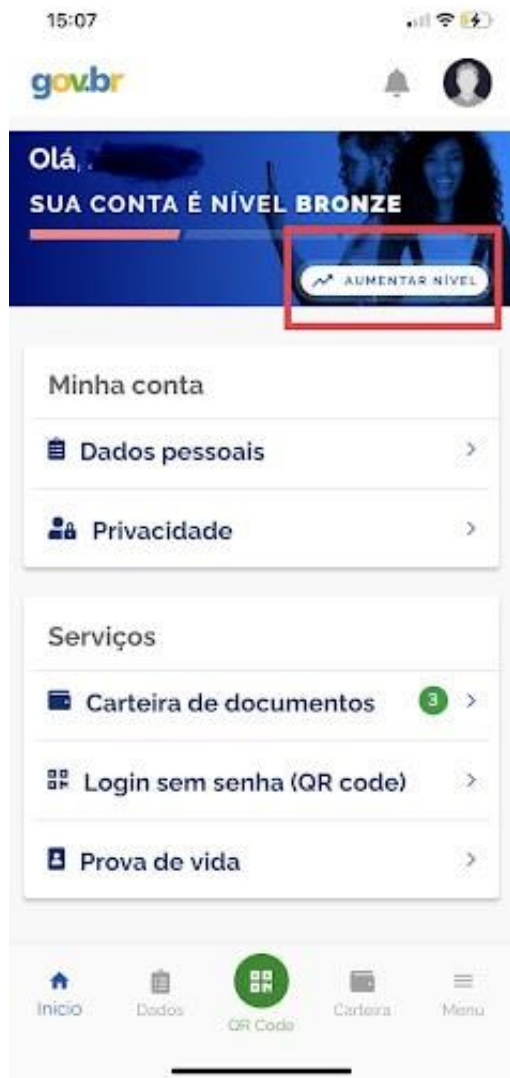 15:07
gov.br
Olá,
SUA CONTA É NÍVEL BRONZE
AUMENTAR NÍVEL
Minha conta
Dados pessoais
Privacidade
Serviços
Carteira de documentos 3
Login sem senha (QR code)
Prova de vida
Início Dados QR Code Carteira Menu